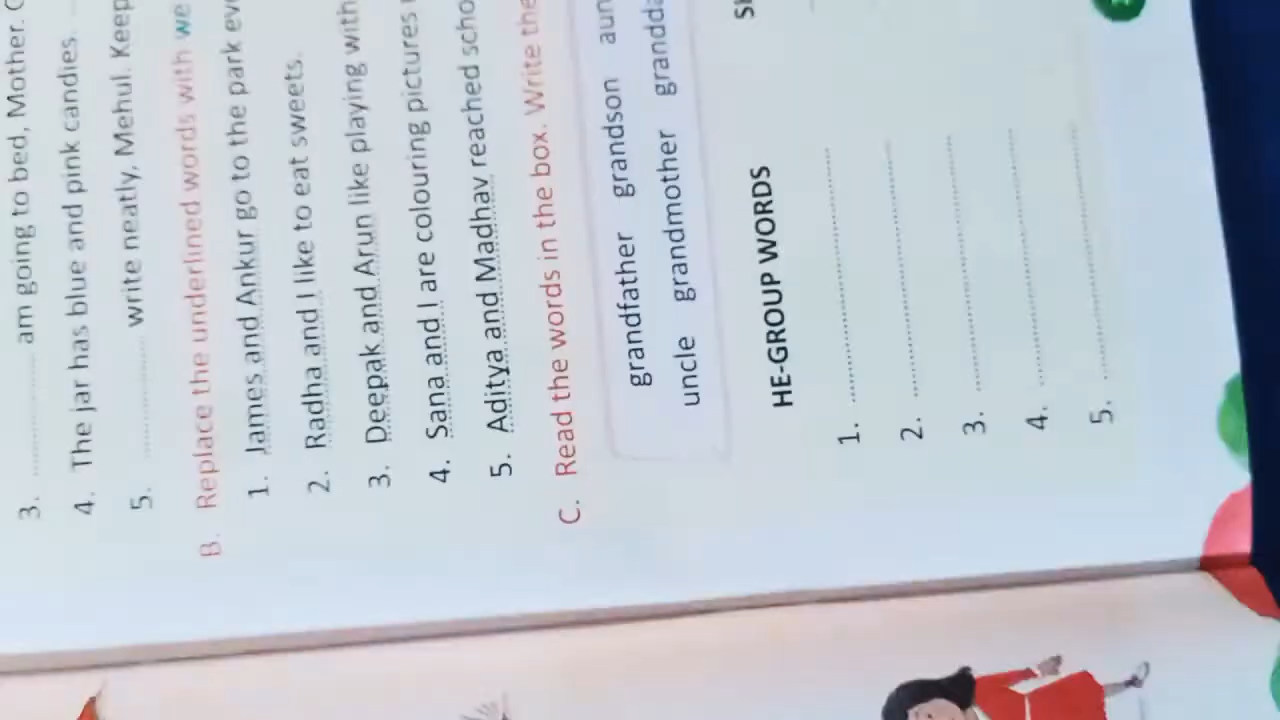 3. .............. am going to bed, Mother.
4. The jar has blue and pink candies.
5. .............. write neatly, Mehul. Keep
B. Replace the underlined words with we
1. James and Ankur go to the park
2. Radha and I like to eat sweets.
3. Deepak and Arun like playing with
4. Sana and I are colouring pictures
5. Aditya and Madhav reached
C. Read the words in the box. Write the
grandfather grandson
uncle grandmother
HE-GROUP WORDS
1. ..............................
2. ..............................
3. ..............................
4. ..............................
5. ..............................